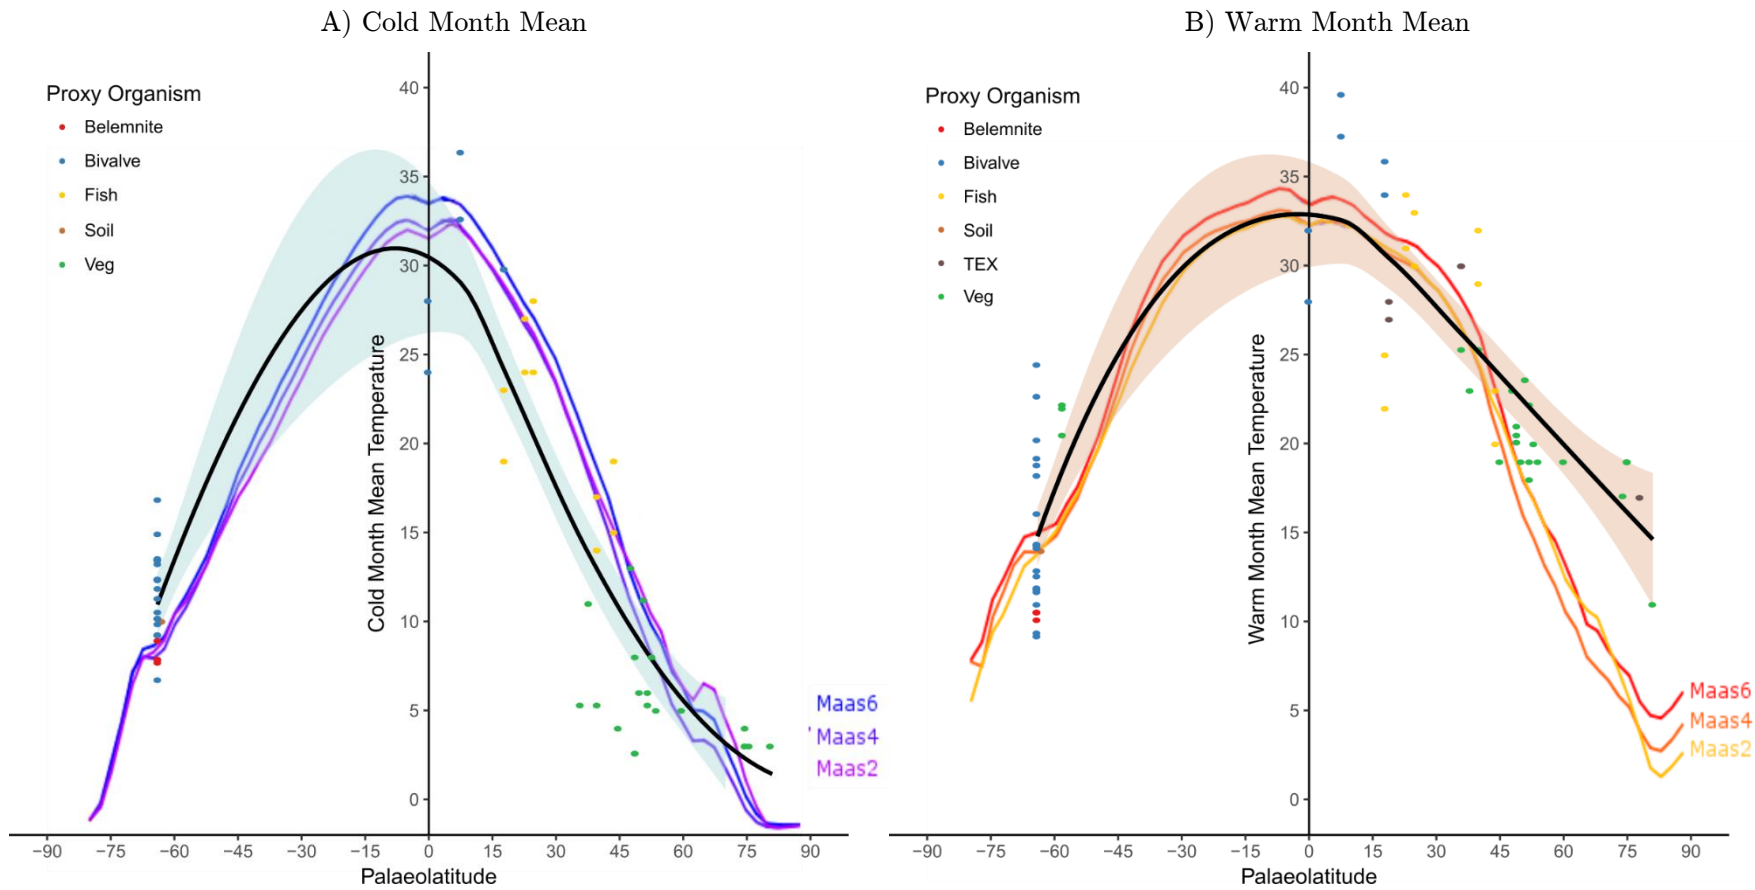 A) Cold Month Mean
Proxy Organism
Belemnite
Bivalve
Fish
Soil
Veg
40
35
30
25
20
15
10
5
0
Cold Month Mean Temperature
Maas6
Maas4
Maas2
−90 −75 −60 −45 −30 −15 0 15 30 45 60 75 90
Palaeolatitude
B) Warm Month Mean
Proxy Organism
Belemnite
Bivalve
Fish
Soil
TEX
Veg
40
35
30
25
20
15
10
5
0
Warm Month Mean Temperature
Maas6
Maas4
Maas2
−90 −75 −60 −45 −30 −15 0 15 30 45 60 75 90
Palaeolatitude